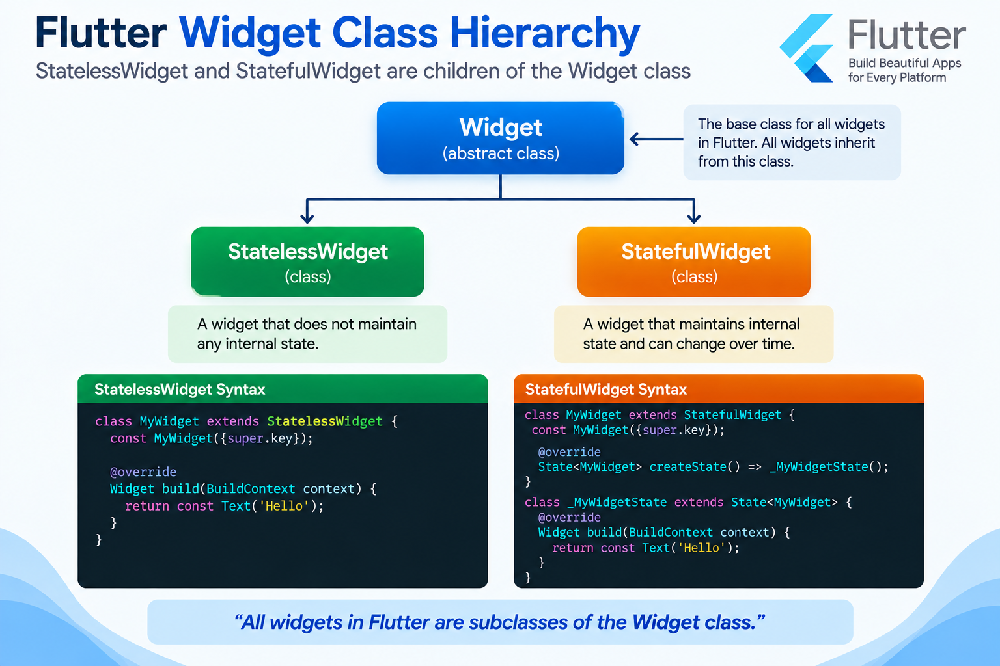 Flutter Widget Class Hierarchy
StatelessWidget and StatefulWidget are children of the Widget class
Flutter
Build Beautiful Apps
for Every Platform
Widget
(abstract class)
The base class for all widgets
in Flutter. All widgets inherit
from this class.
StatelessWidget
(class)
A widget that does not maintain
any internal state.
StatefulWidget
(class)
A widget that maintains internal
state and can change over time.
StatelessWidget Syntax
class MyWidget extends StatelessWidget {
  const MyWidget({super.key});
  @override
  Widget build(BuildContext context) {
    return const Text('Hello');
  }
}
StatefulWidget Syntax
class MyWidget extends StatefulWidget {
 const MyWidget({super.key});
  @override
  State<MyWidget> createState() => _MyWidgetState();
}
class _MyWidgetState extends State<MyWidget> {
  @override
  Widget build(BuildContext context) {
    return const Text('Hello');
  }
}
“All widgets in Flutter are subclasses of the Widget class.”